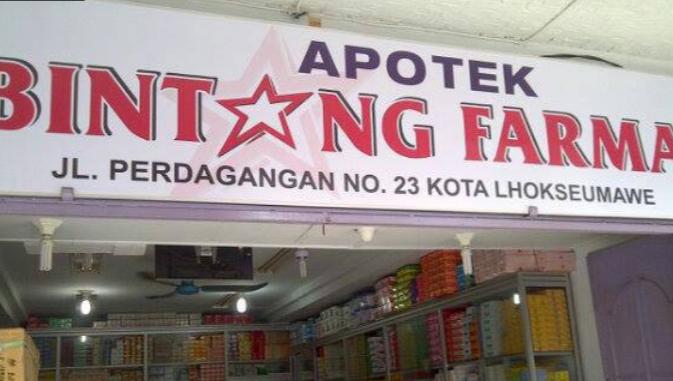 APOTEK
BINTANG FARMA
JL. PERDAGANGAN NO. 23 KOTA LHOKSEUMAWE